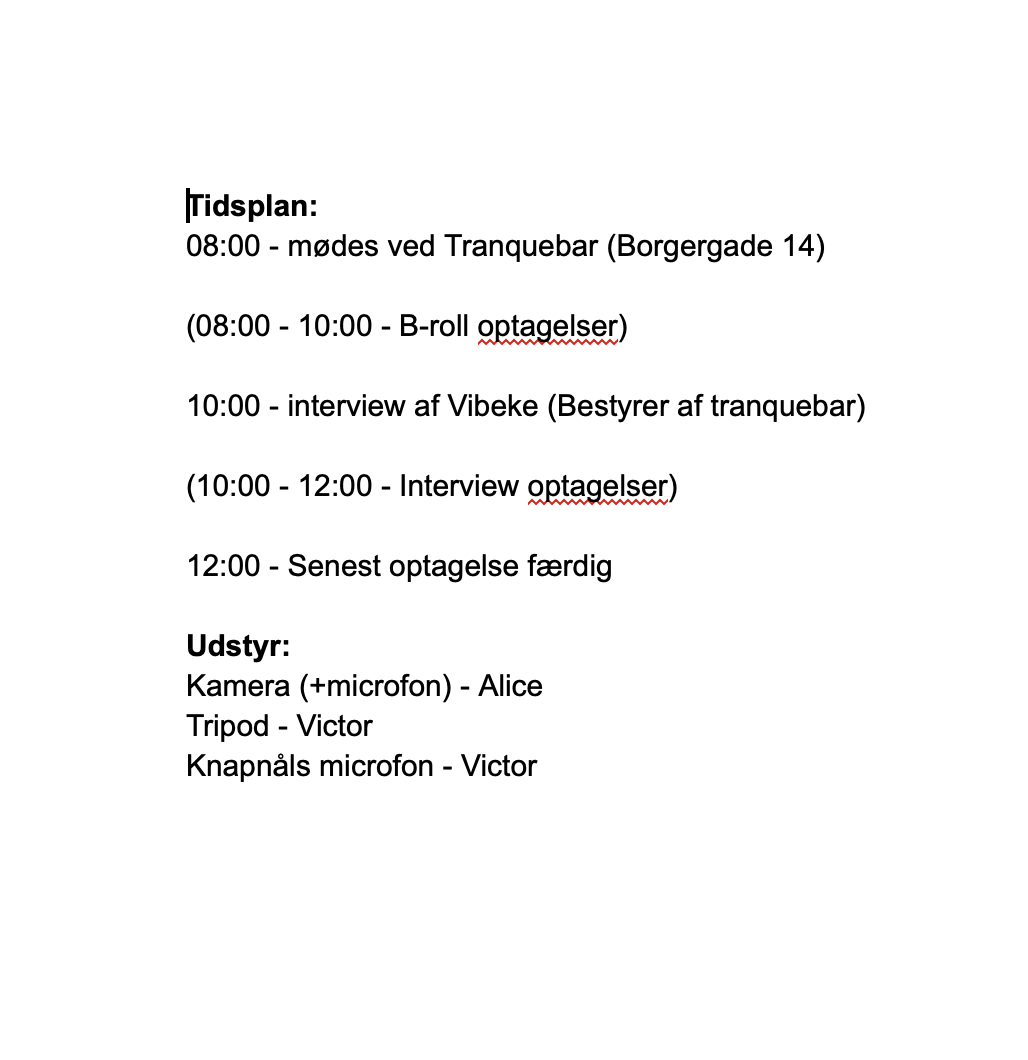 Tidsplan:
08:00 - mødes ved Tranquebar (Borgergade 14)
(08:00 - 10:00 - B-roll optagelser)
10:00 - interview af Vibeke (Bestyrer af tranquebar)
(10:00 - 12:00 - Interview optagelser)
12:00 - Senest optagelse færdig
Udstyr:
Kamera (+microfon) - Alice
Tripod - Victor
Knapnåls microfon - Victor